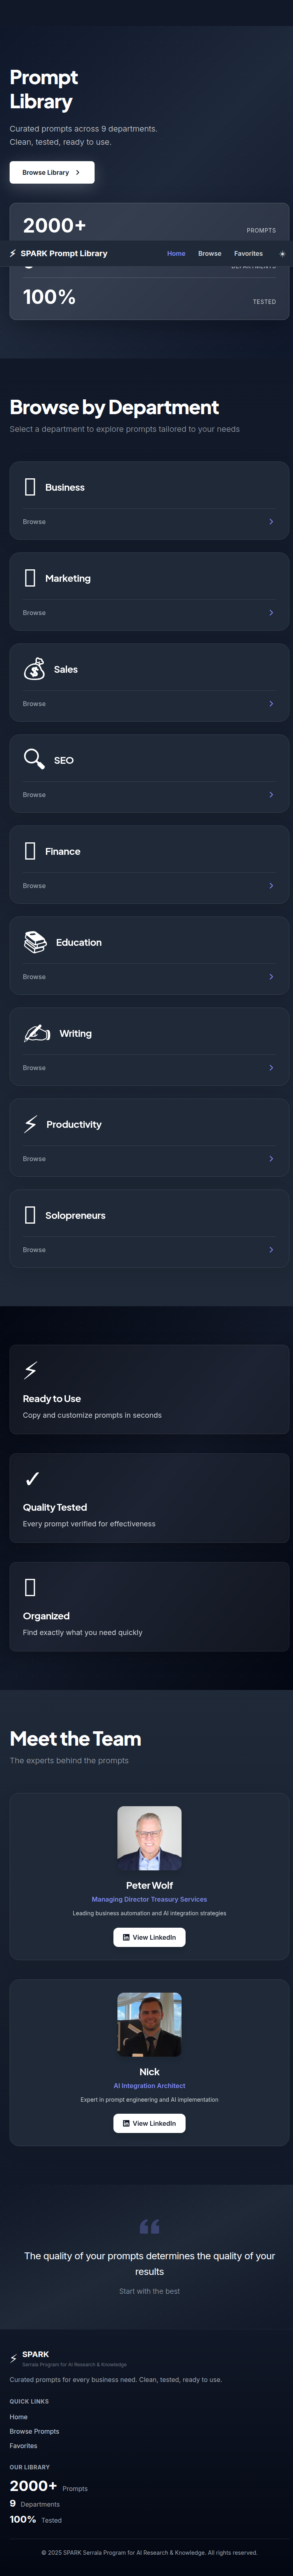 Prompt
Library
Curated prompts across 9 departments.
Clean, tested, ready to use.
Browse Library
2000+
PROMPTS
SPARK Prompt Library
Home
Browse
Favorites
100%
TESTED
Browse by Department
Select a department to explore prompts tailored to your needs
Business
Browse
Marketing
Browse
Sales
Browse
SEO
Browse
Finance
Browse
Education
Browse
Writing
Browse
Productivity
Browse
Solopreneurs
Browse
Ready to Use
Copy and customize prompts in seconds
Quality Tested
Every prompt verified for effectiveness
Organized
Find exactly what you need quickly
Meet the Team
The experts behind the prompts
Peter Wolf
Managing Director Treasury Services
Leading business automation and AI integration strategies
View LinkedIn
Nick
AI Integration Architect
Expert in prompt engineering and AI implementation
View LinkedIn
The quality of your prompts determines the quality of your
results
Start with the best
SPARK
Serrala Program for AI Research & Knowledge
Curated prompts for every business need. Clean, tested, ready to use.
QUICK LINKS
Home
Browse Prompts
Favorites
OUR LIBRARY
2000+ Prompts
9 Departments
100% Tested
© 2025 SPARK Serrala Program for AI Research & Knowledge. All rights reserved.